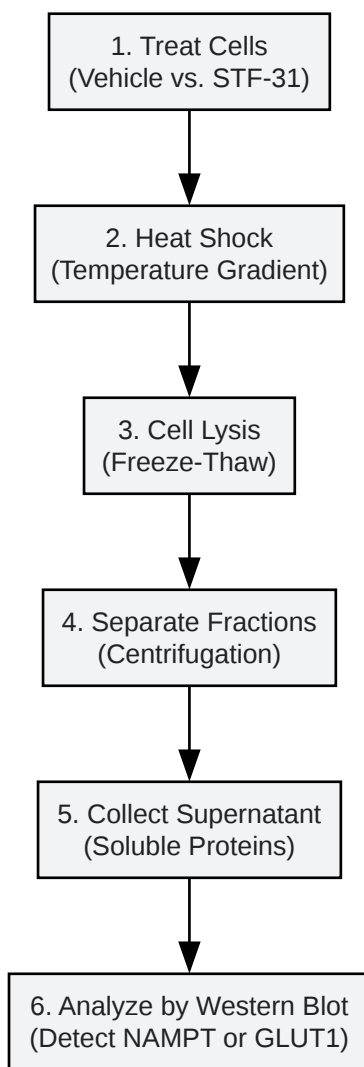 1. Treat Cells
(Vehicle vs. STF-31)
2. Heat Shock
(Temperature Gradient)
3. Cell Lysis
(Freeze-Thaw)
4. Separate Fractions
(Centrifugation)
5. Collect Supernatant
(Soluble Proteins)
6. Analyze by Western Blot
(Detect NAMPT or GLUT1)